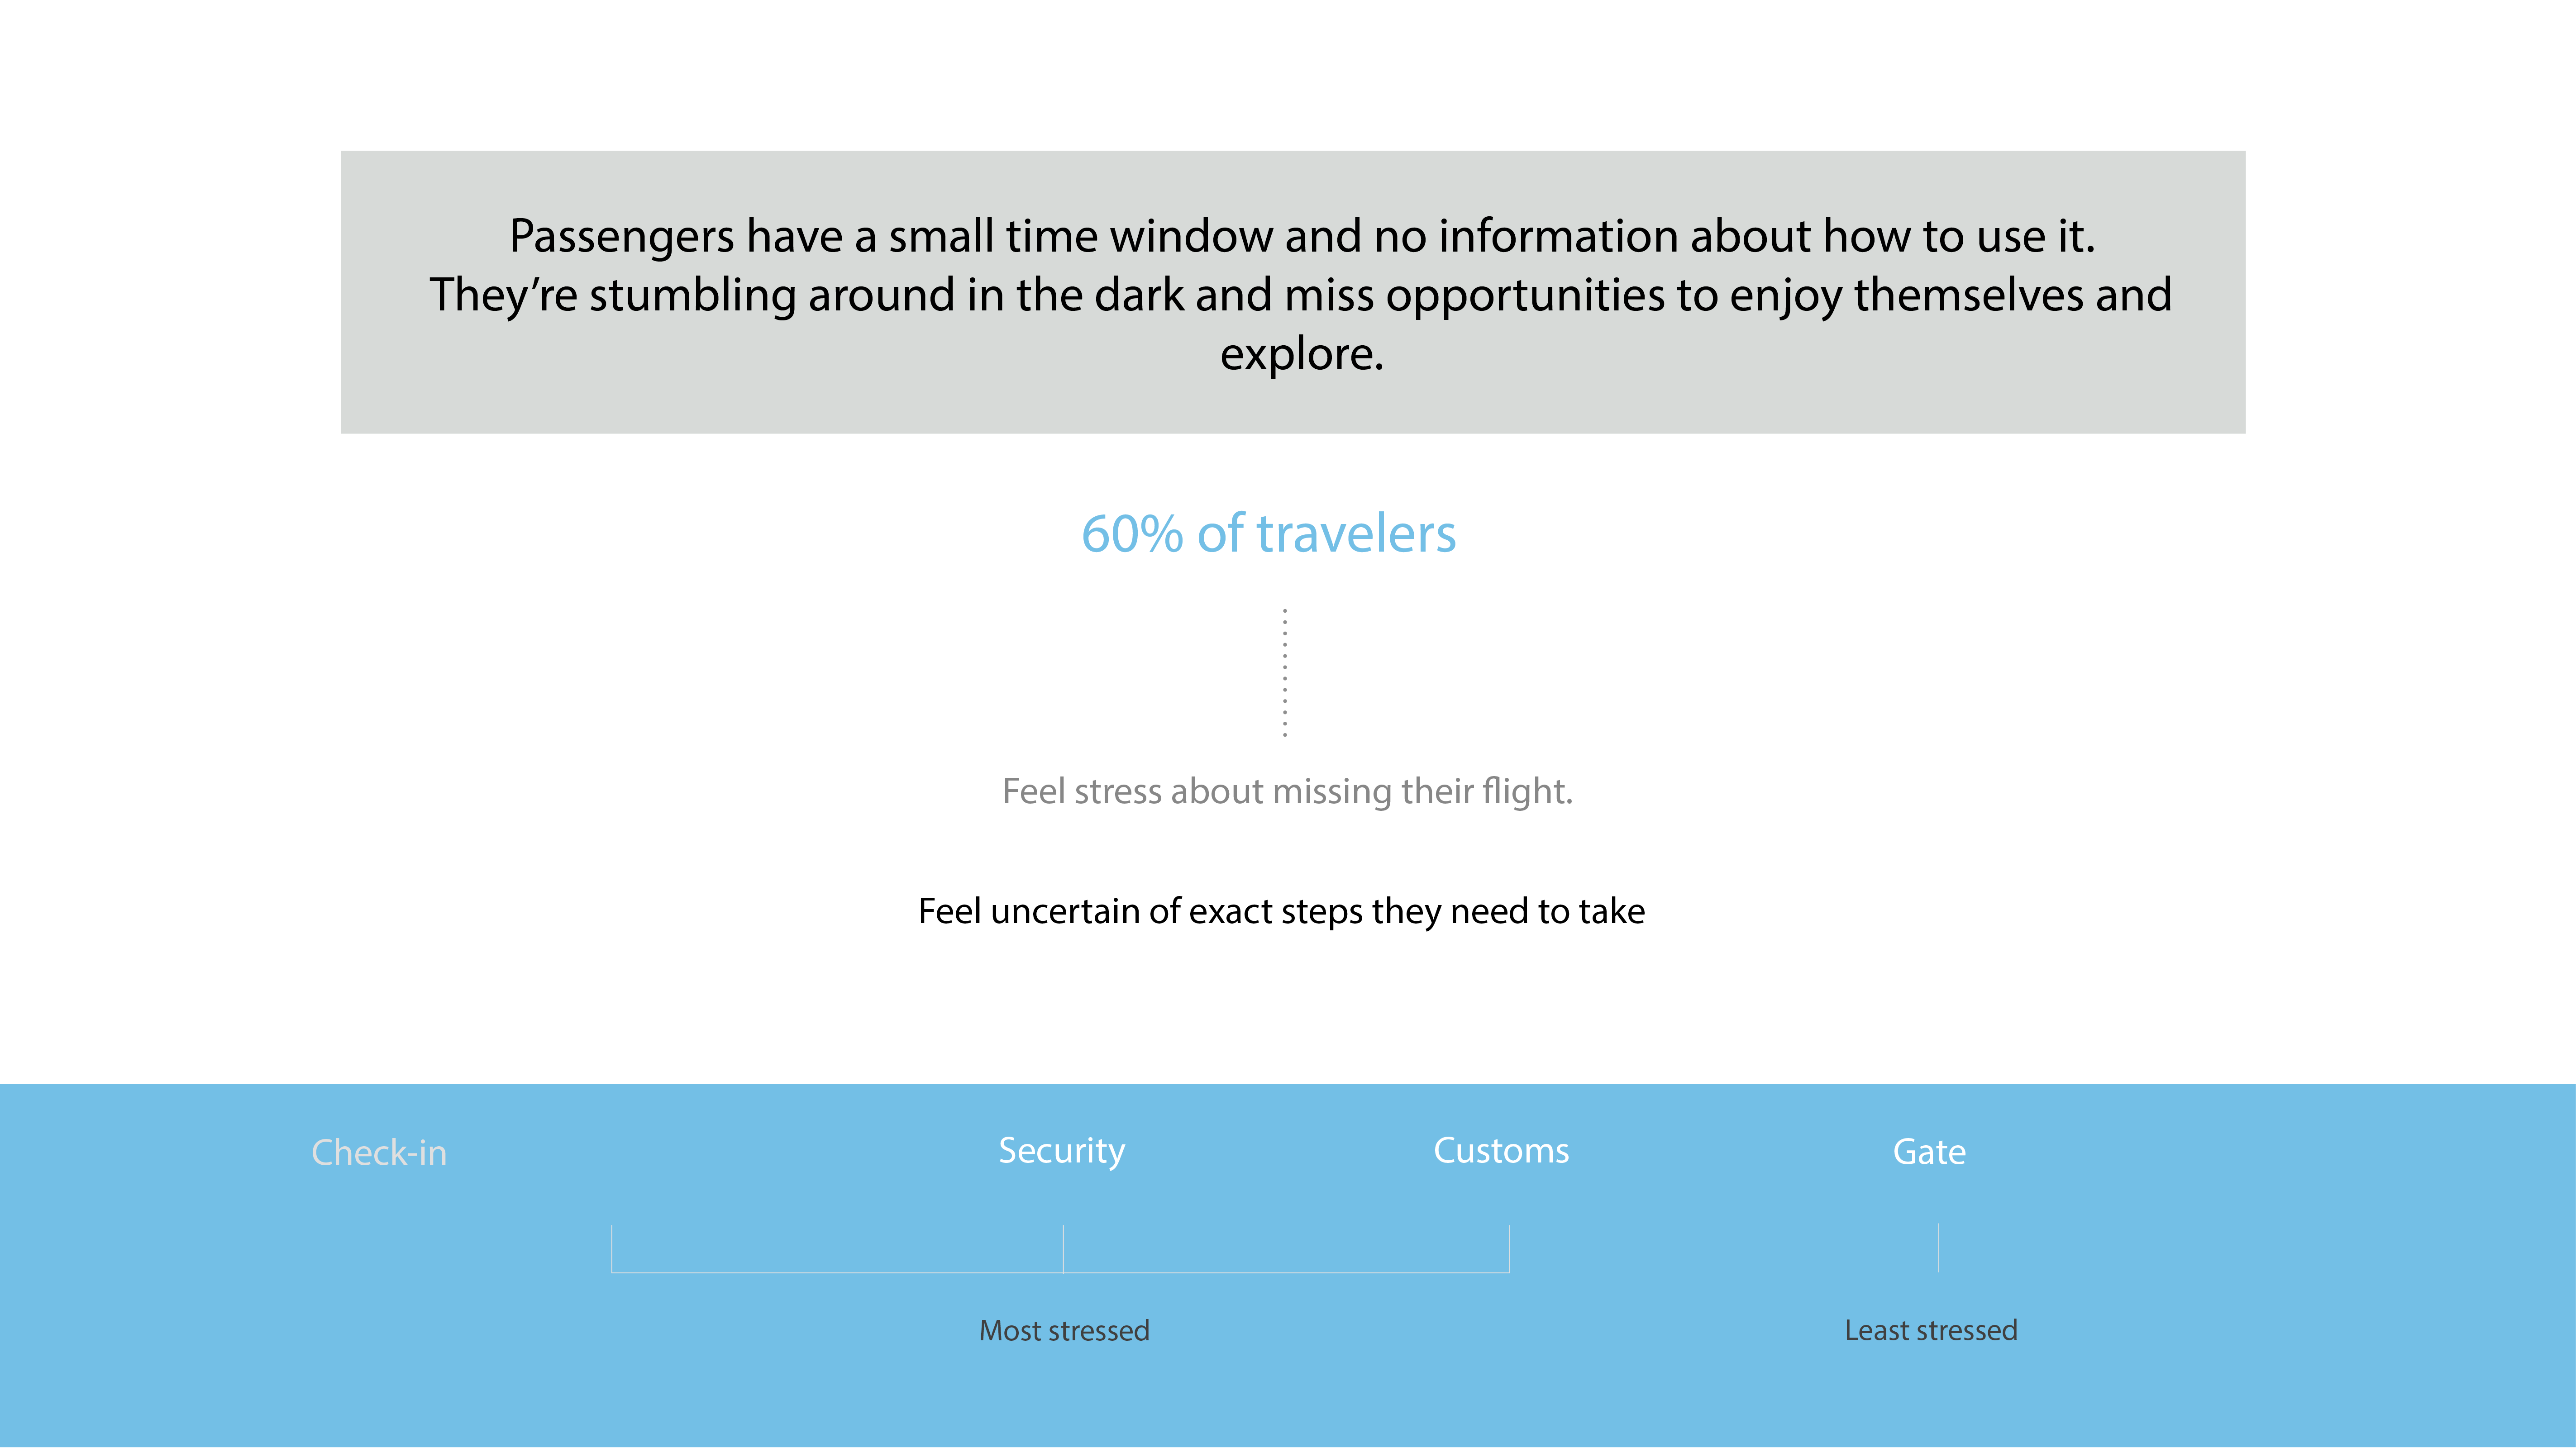 Passengers have a small time window and no information about how to use it.
They’re stumbling around in the dark and miss opportunities to enjoy themselves and
explore.
60% of travelers
Feel stress about missing their flight.
Feel uncertain of exact steps they need to take
Check-in Security Customs Gate
Most stressed Least stressed